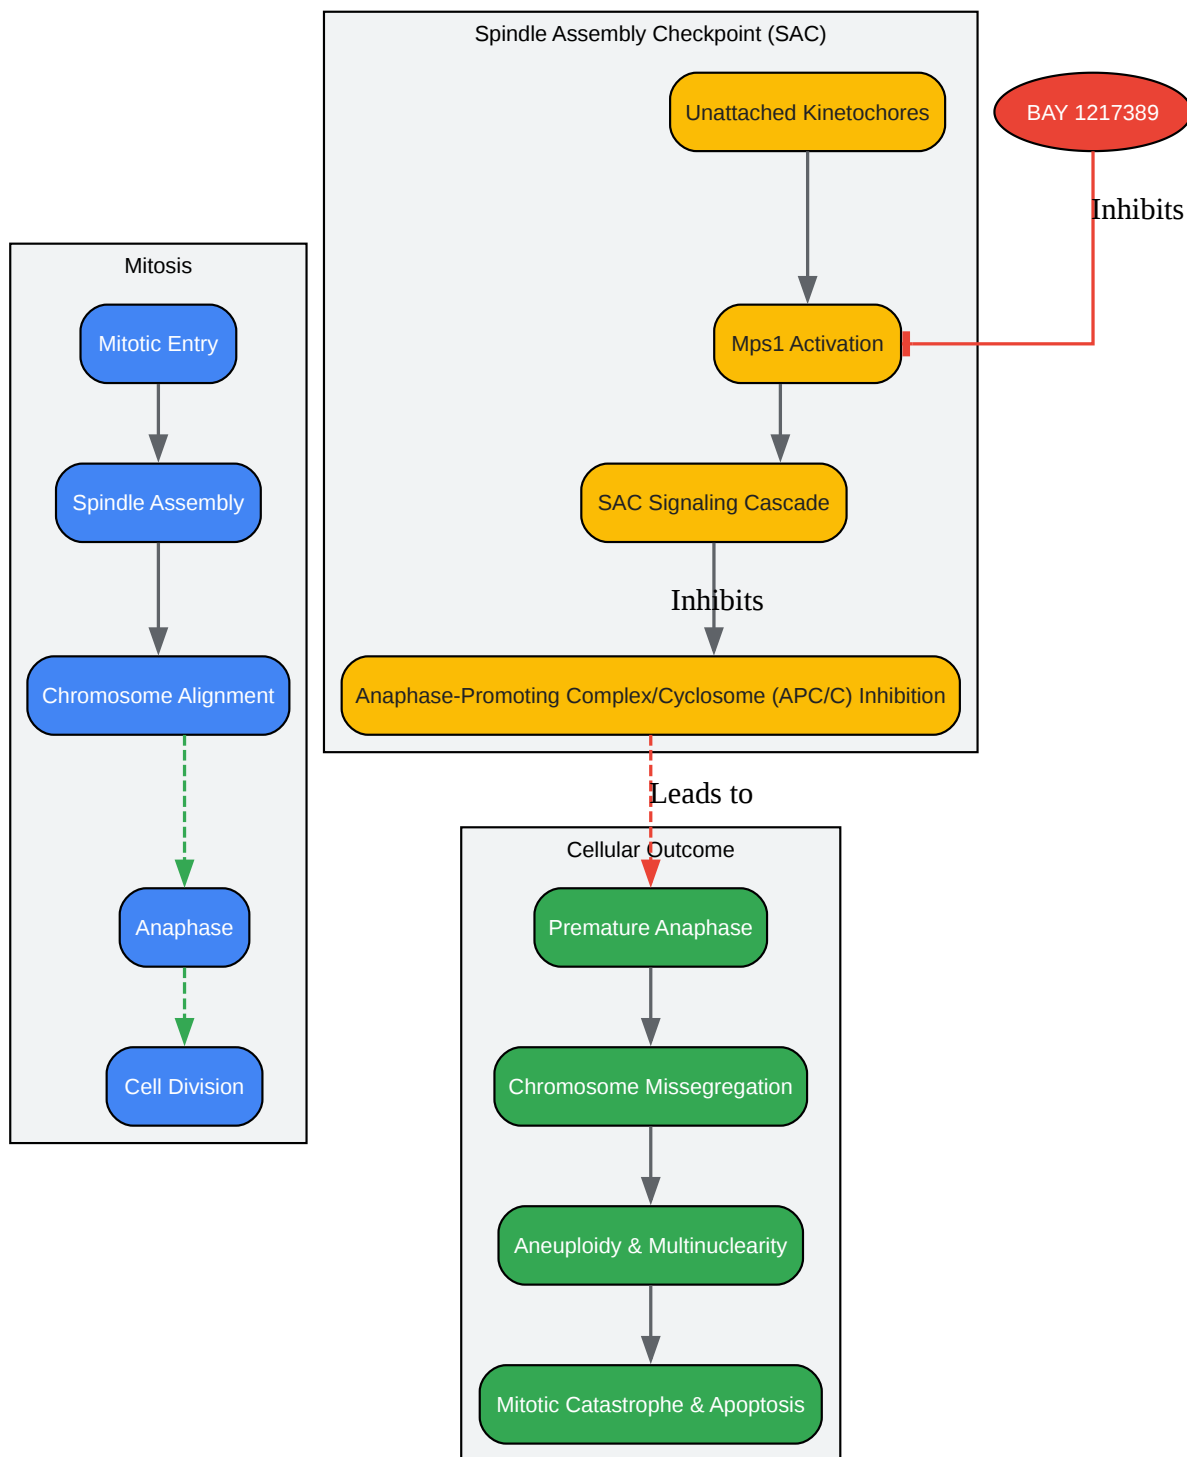 Spindle Assembly Checkpoint (SAC)
Unattached Kinetochores
BAY 1217389
Inhibits
Mitosis
Mitotic Entry
Mps1 Activation
Spindle Assembly
SAC Signaling Cascade
Inhibits
Chromosome Alignment
Anaphase-Promoting Complex/Cyclosome (APC/C) Inhibition
Leads to
Cellular Outcome
Anaphase
Premature Anaphase
Cell Division
Chromosome Missegregation
Aneuploidy & Multinuclearity
Mitotic Catastrophe & Apoptosis